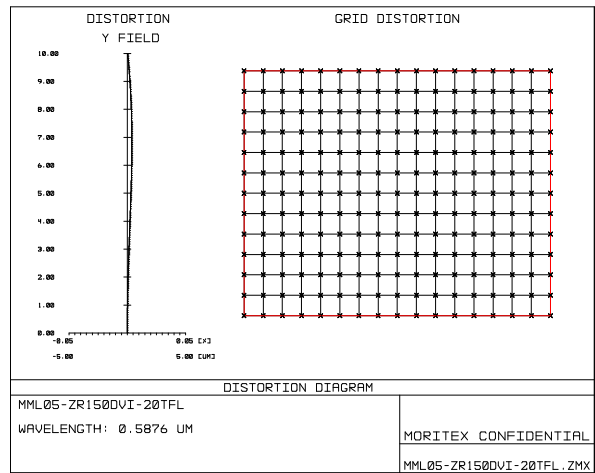 DISTORTION
Y FIELD
GRID DISTORTION
10.00
9.00
8.00
7.00
6.00
5.00
4.00
3.00
2.00
1.00
0.00
-0.05 0.05 [%]
-5.00 5.00 [UM]
DISTORTION DIAGRAM
MML05-ZR150DVI-20TFL
WAVELENGTH: 0.5876 UM
MORITEX CONFIDENTIAL
MML05-ZR150DVI-20TFL.ZMX